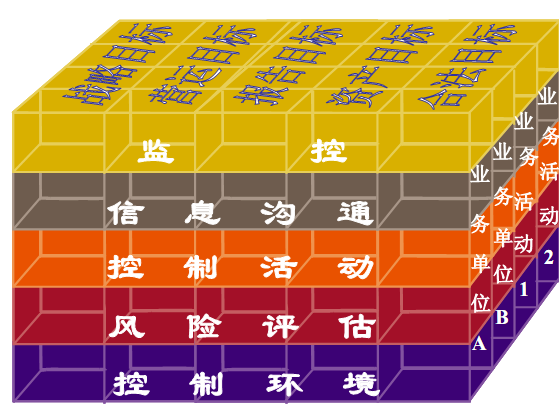 战略目标
营运目标
报告目标
资产目标
目标
监控
信息沟通
控制活动
风险评估
控制环境
业务单位A
业务单位B
业务活动1
业务活动2